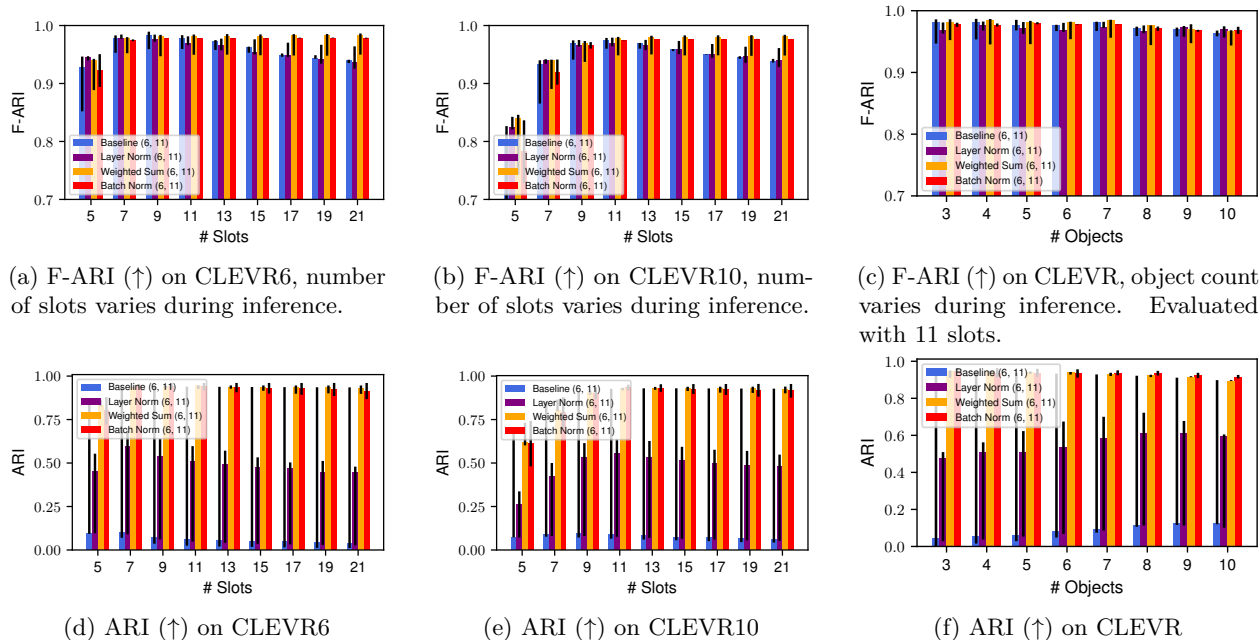 1.0
0.9
0.8
0.7
F-ARI
Baseline (6, 11)
Layer Norm (6, 11)
Weighted Sum (6, 11)
Batch Norm (6, 11)
5 7 9 11 13 15 17 19 21
# Slots
(a) F-ARI (↑) on CLEVR6, number
of slots varies during inference.
1.0
0.9
0.8
0.7
F-ARI
Baseline (6, 11)
Layer Norm (6, 11)
Weighted Sum (6, 11)
Batch Norm (6, 11)
5 7 9 11 13 15 17 19 21
# Slots
(b) F-ARI (↑) on CLEVR10, num-
ber of slots varies during inference.
1.0
0.9
0.8
0.7
F-ARI
Baseline (6, 11)
Layer Norm (6, 11)
Weighted Sum (6, 11)
Batch Norm (6, 11)
3 4 5 6 7 8 9 10
# Objects
(c) F-ARI (↑) on CLEVR, object count
varies during inference. Evaluated
with 11 slots.
1.00
0.75
0.50
0.25
0.00
ARI
Baseline (6, 11)
Layer Norm (6, 11)
Weighted Sum (6, 11)
Batch Norm (6, 11)
5 7 9 11 13 15 17 19 21
# Slots
(d) ARI (↑) on CLEVR6
1.00
0.75
0.50
0.25
0.00
ARI
Baseline (6, 11)
Layer Norm (6, 11)
Weighted Sum (6, 11)
Batch Norm (6, 11)
5 7 9 11 13 15 17 19 21
# Slots
(e) ARI (↑) on CLEVR10
1.0
0.8
0.6
0.4
0.2
0.0
ARI
Baseline (6, 11)
Layer Norm (6, 11)
Weighted Sum (6, 11)
Batch Norm (6, 11)
3 4 5 6 7 8 9 10
# Objects
(f) ARI (↑) on CLEVR